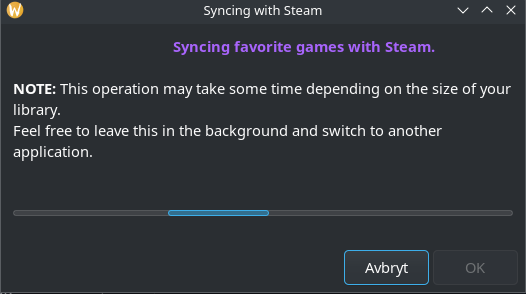 Syncing with Steam
Syncing favorite games with Steam.
NOTE: This operation may take some time depending on the size of your
library.
Feel free to leave this in the background and switch to another
application.
Avbryt
OK